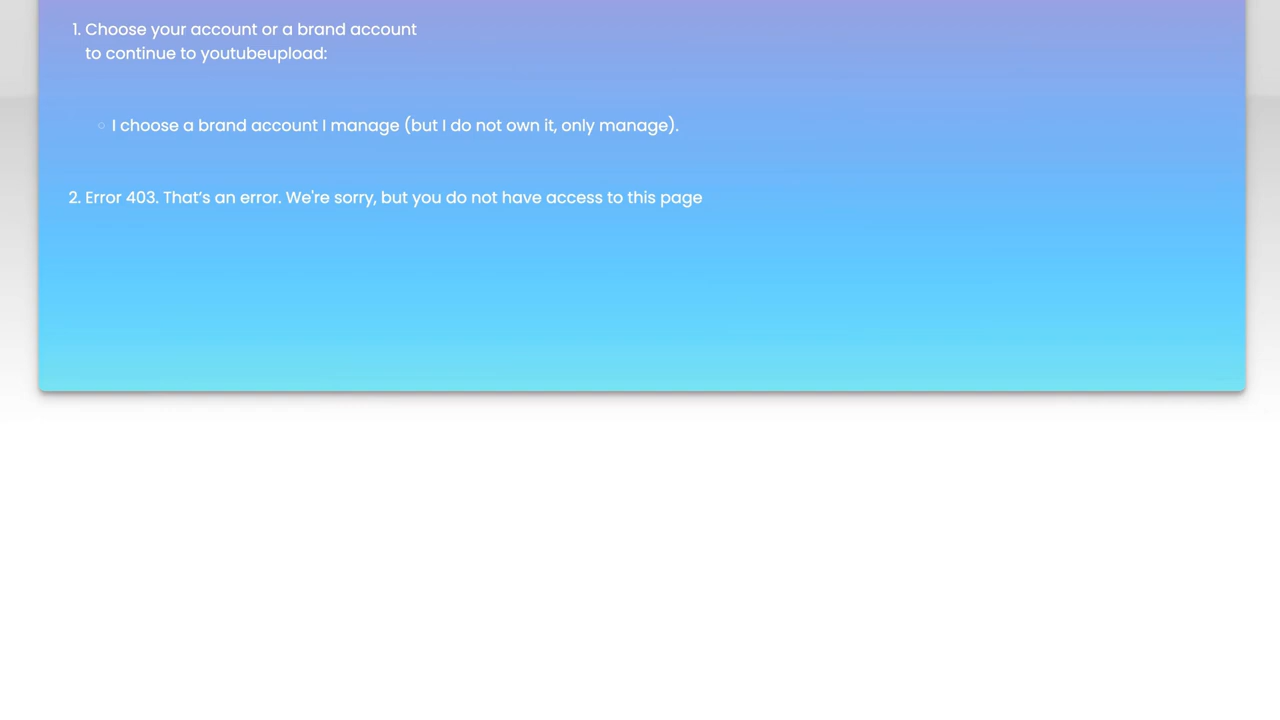 1. Choose your account or a brand account
to continue to youtubeupload:
○ I choose a brand account I manage (but I do not own it, only manage).
2. Error 403. That’s an error. We're sorry, but you do not have access to this page